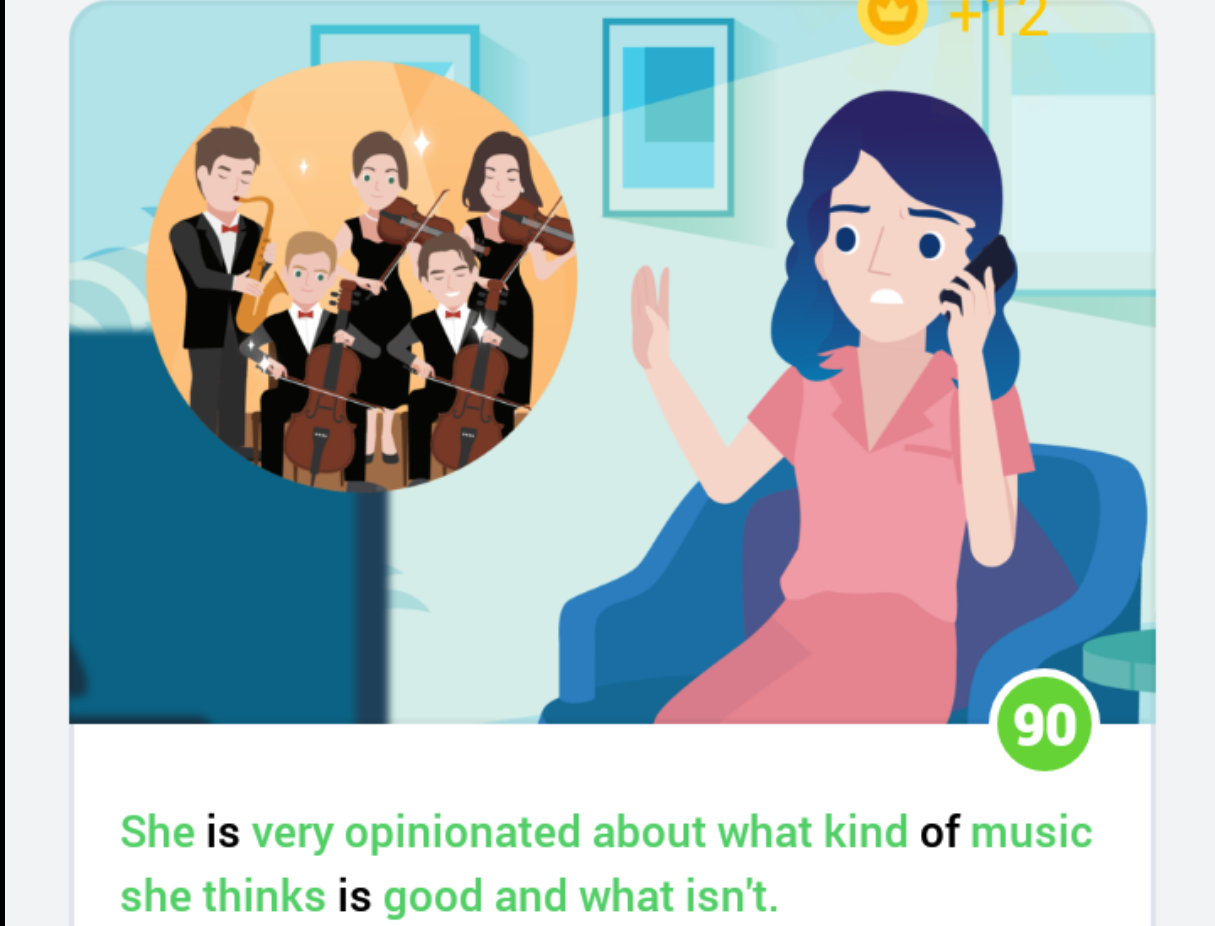 +12
90
She is very opinionated about what kind of music
she thinks is good and what isn't.